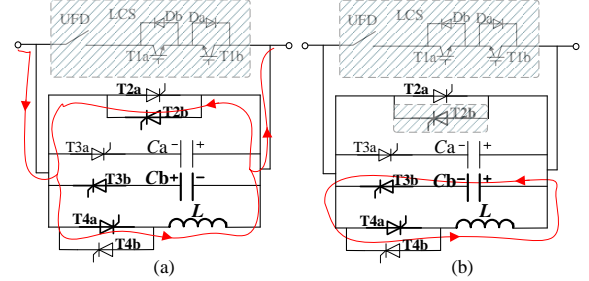 UFD LCS Db Da
T1a T1b
T2a
T2b
T3a Ca − +
T3b Cb + −
T4a L
T4b
(a)
UFD LCS Db Da
T1a T1b
T2a
T2b
T3a Ca − +
T3b Cb − +
T4a L
T4b
(b)